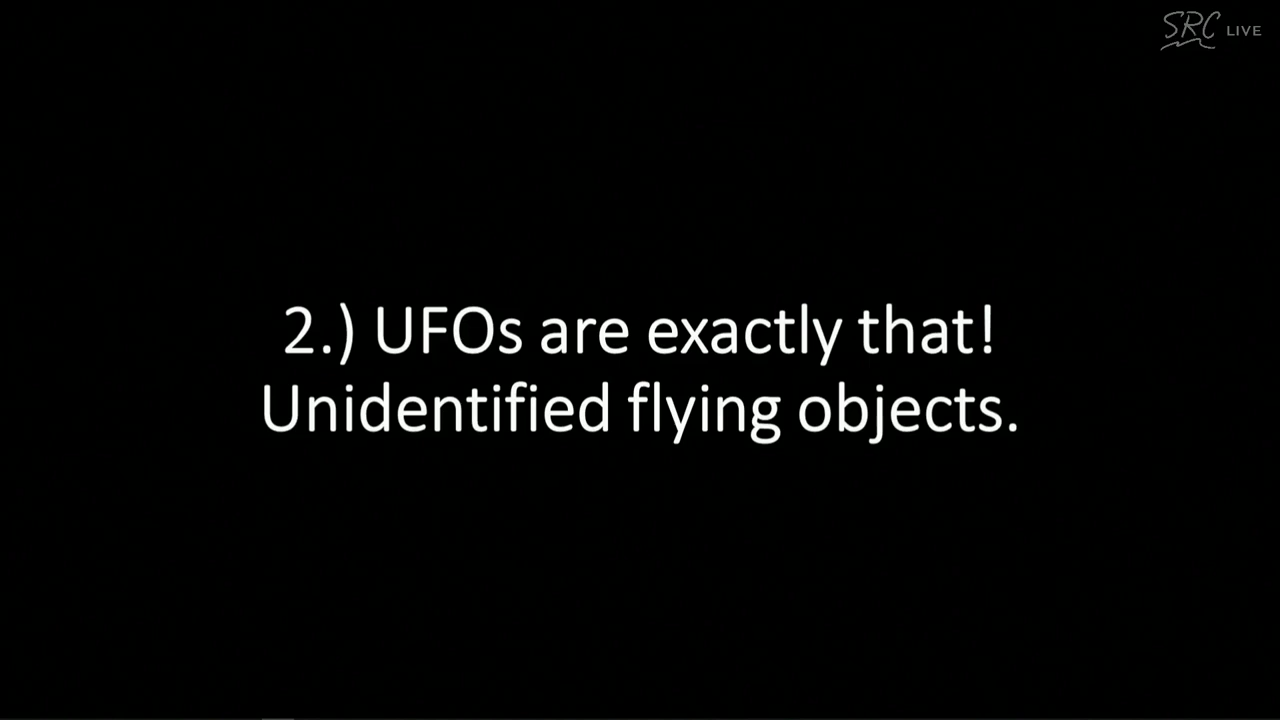 SRC LIVE
2.) UFOs are exactly that!
Unidentified flying objects.